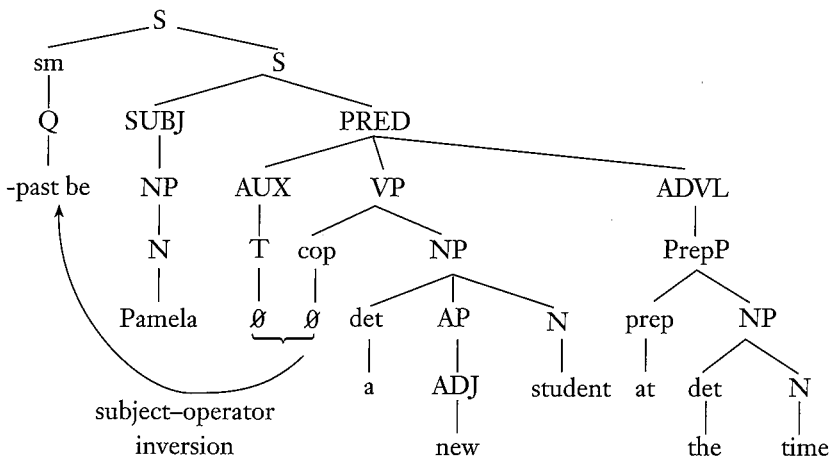 S
sm S
Q SUBJ PRED
-past be NP AUX VP ADVL
N T cop NP PrepP
Pamela Ø Ø det AP N prep NP
a ADJ student at det N
subject–operator
inversion new the time